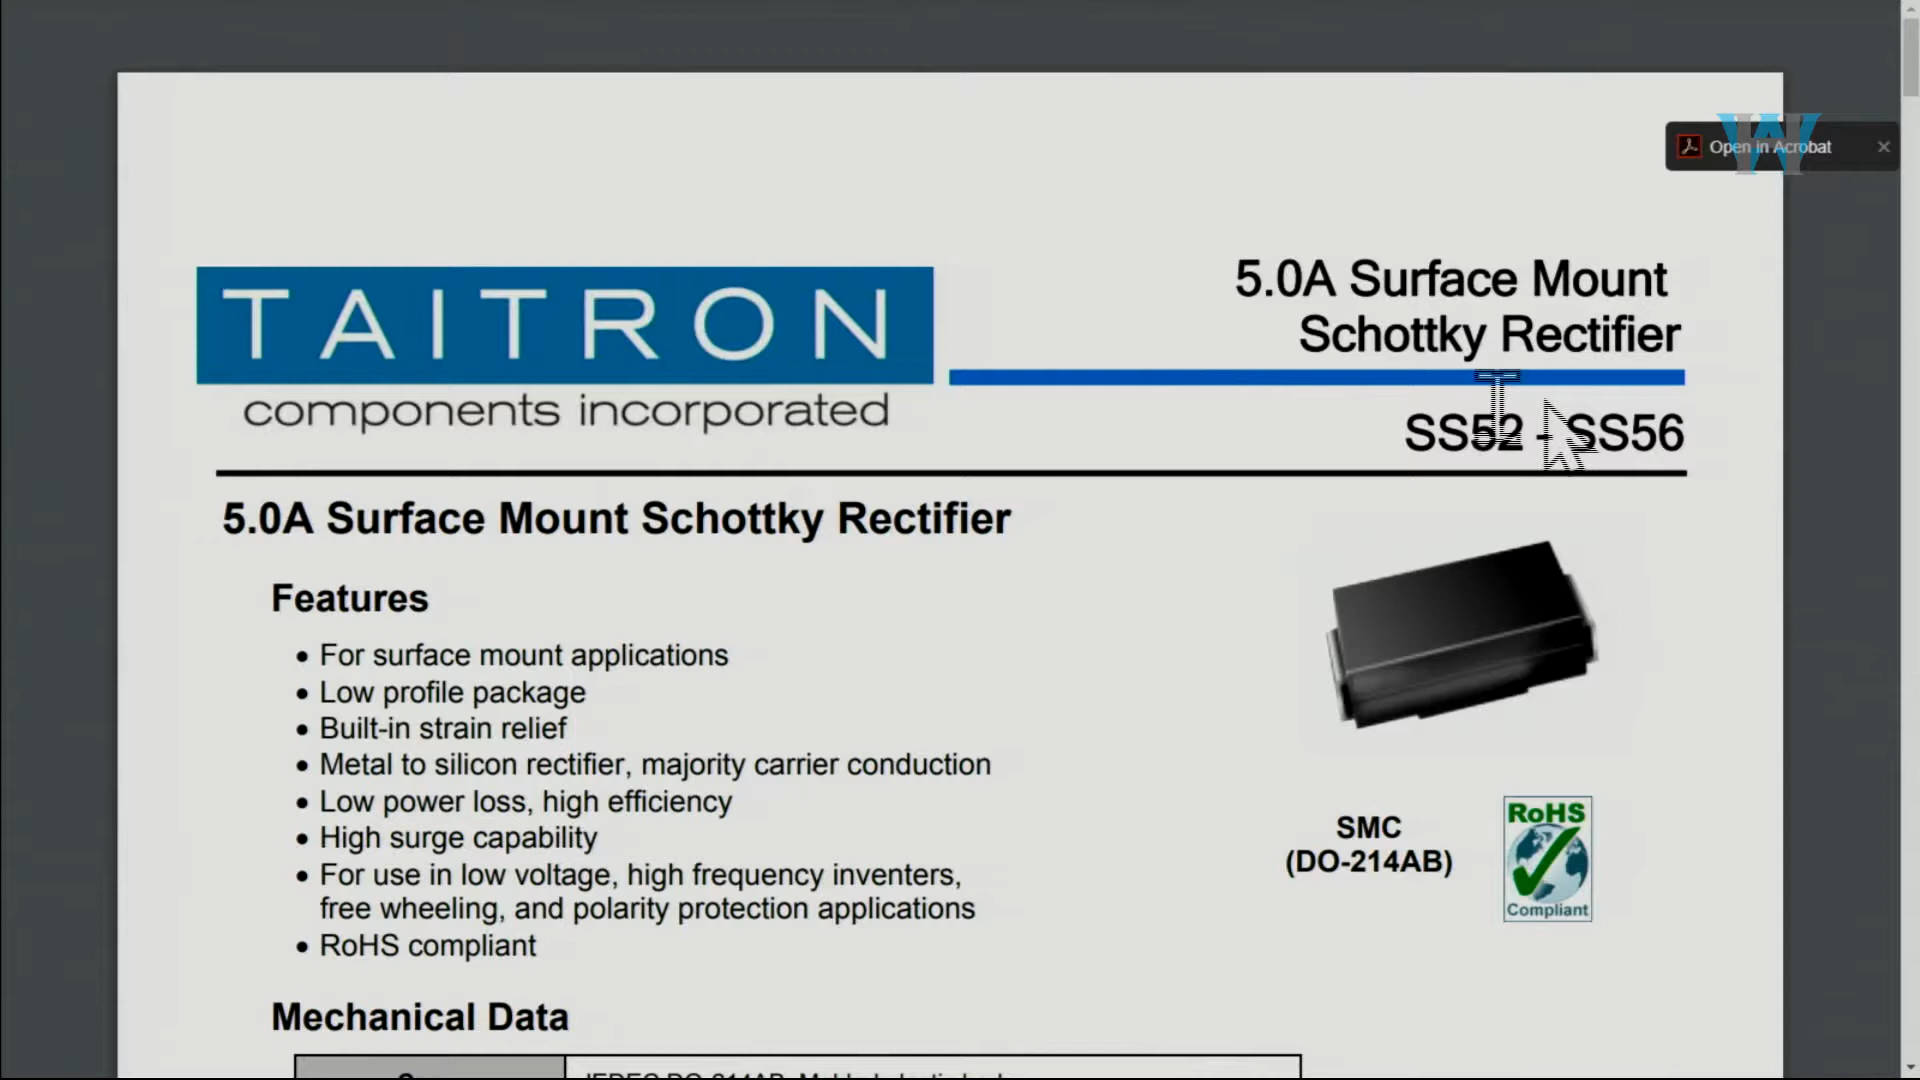 Open in Acrobat
TAITRON
components incorporated
5.0A Surface Mount
Schottky Rectifier
SS52 - SS56
5.0A Surface Mount Schottky Rectifier
Features
• For surface mount applications
• Low profile package
• Built-in strain relief
• Metal to silicon rectifier, majority carrier conduction
• Low power loss, high efficiency
• High surge capability
• For use in low voltage, high frequency inventers,
free wheeling, and polarity protection applications
• RoHS compliant
SMC
(DO-214AB)
RoHS
Compliant
Mechanical Data